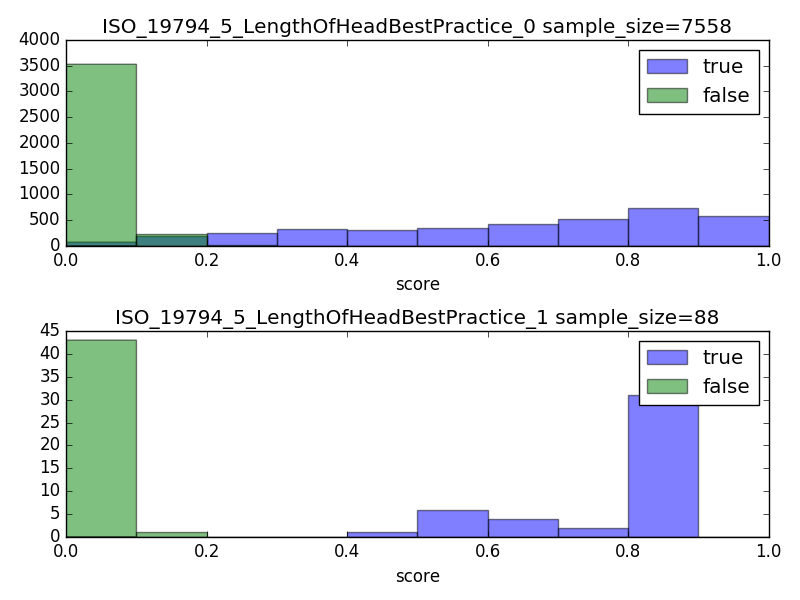 ISO_19794_5_LengthOfHeadBestPractice_0 sample_size=7558
4000
3500
3000
2500
2000
1500
1000
500
0
true
false
0.0 0.2 0.4 0.6 0.8 1.0
score
ISO_19794_5_LengthOfHeadBestPractice_1 sample_size=88
45
40
35
30
25
20
15
10
5
0
true
false
0.0 0.2 0.4 0.6 0.8 1.0
score